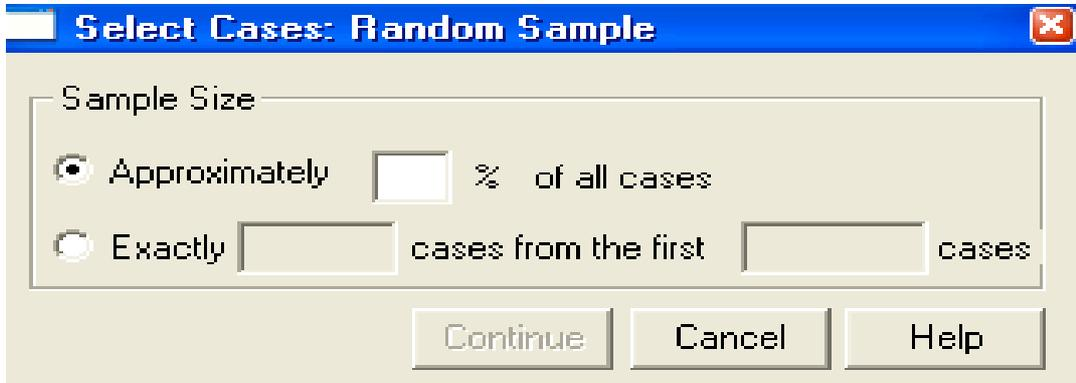 Select Cases: Random Sample
Sample Size
Approximately % of all cases
Exactly cases from the first cases
Continue Cancel Help